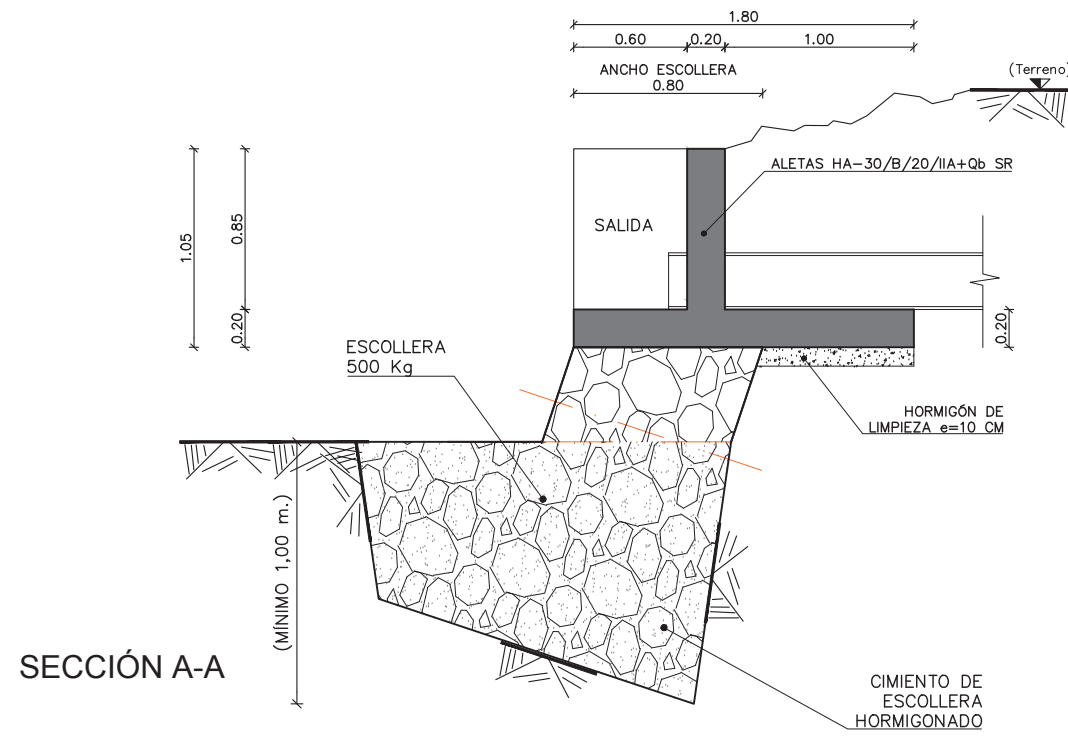 1.80
0.60
0.20
1.00
ANCHO ESCOLLERA
0.80
(Terreno)
ALETAS HA-30/B/20/IIA+Qb SR
SALIDA
1.05
0.85
0.20
0.20
ESCOLLERA
500 Kg
HORMIGÓN DE
LIMPIEZA e=10 CM
(MÍNIMO 1,00 m.)
SECCIÓN A-A
CIMIENTO DE
ESCOLLERA
HORMIGONADO